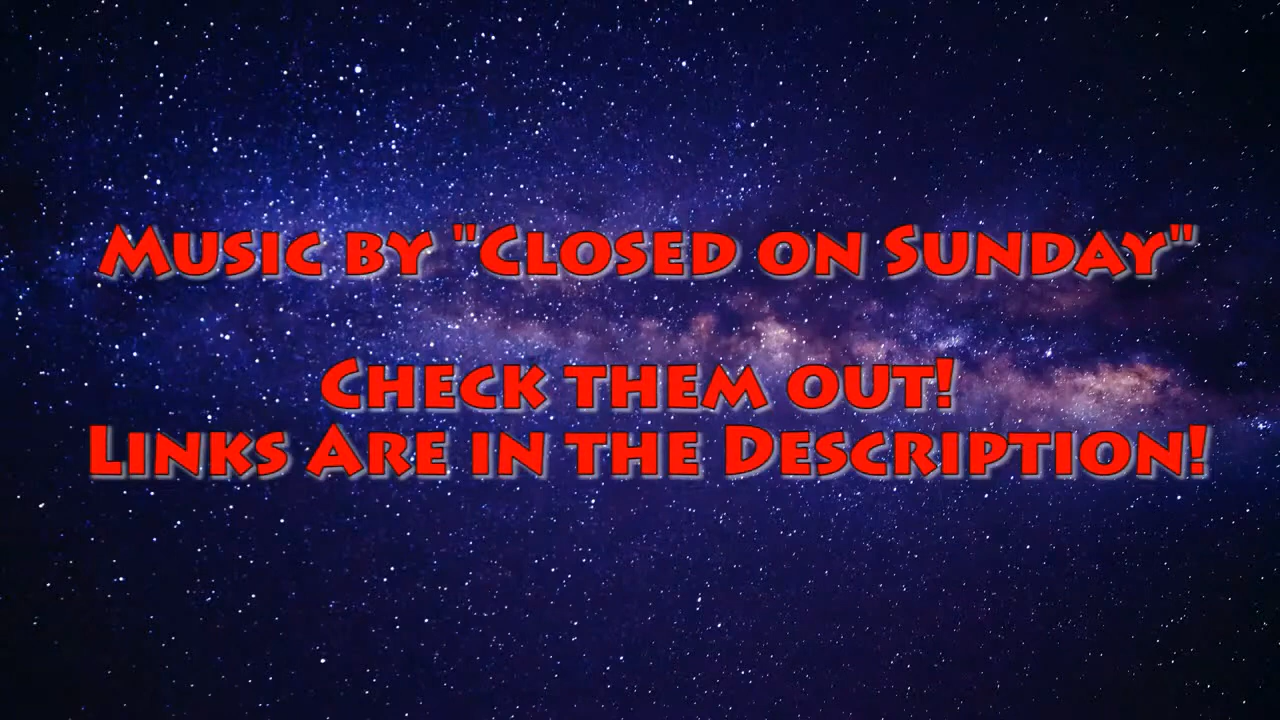 Music by "Closed on Sunday"
Check them out!
Links Are in the Description!